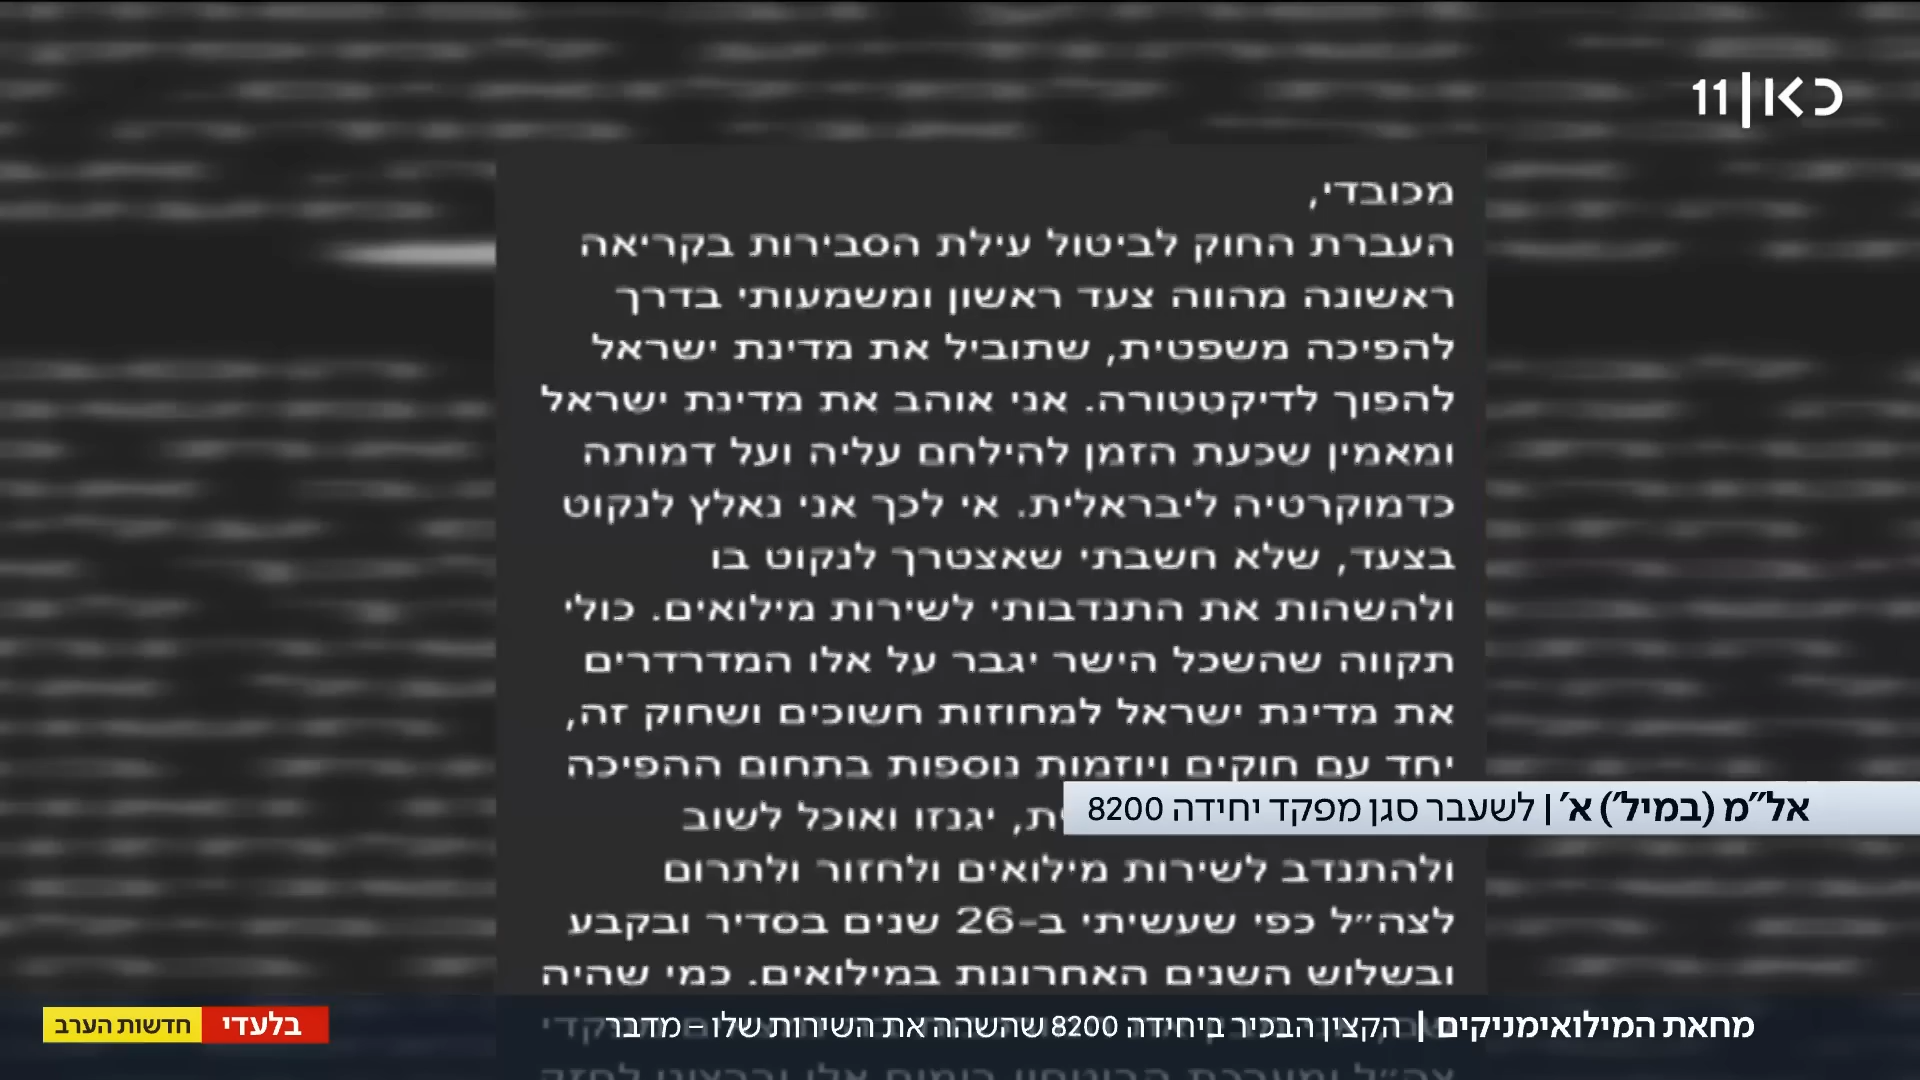 כאן 11
מכובדי,
העברת החוק לביטול עילת הסבירות בקריאה
ראשונה מהווה צעד ראשון ומשמעותי בדרך
להפיכה משפטית, שתוביל את מדינת ישראל
להפוך לדיקטטורה. אני אוהב את מדינת ישראל
ומאמין שכעת הזמן להילחם עליה ועל דמותה
כדמוקרטיה ליבראלית. אי לכך אני נאלץ לנקוט
בצעד, שלא חשבתי שאצטרך לנקוט בו
ולהשהות את התנדבותי לשירות מילואים. כולי
תקווה שהשכל הישר יגבר על אלו המדרדרים
את מדינת ישראל למחוזות חשוכים ושחוק זה,
יחד עם חוקים ויוזמות נוספות בתחום ההפיכה
יגנזו ואוכל לשוב
אל״מ (במיל׳) א׳ | לשעבר סגן מפקד יחידה 8200
ולהתנדב לשירות מילואים ולחזור ולתרום
לצה״ל כפי שעשיתי ב-26 שנים בסדיר ובקבע
ובשלוש השנים האחרונות במילואים. כמי שהיה
מחאת המילואימניקים | הקצין הבכיר ביחידה 8200 שהשהה את השירות שלו – מדבר
בלעדי חדשות הערב